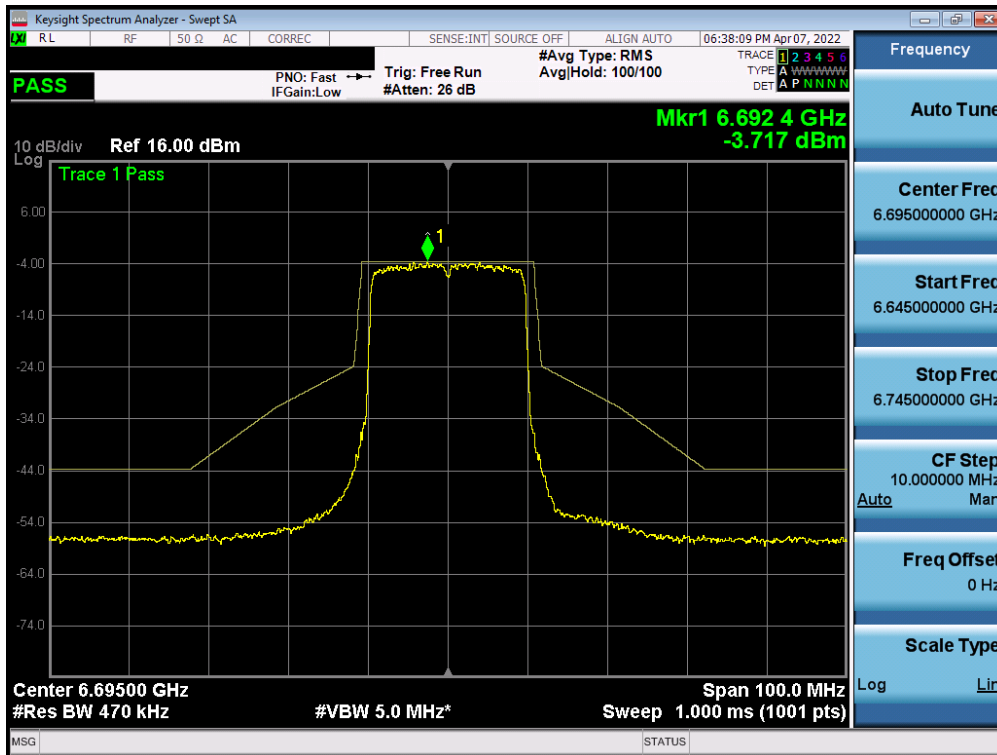 Keysight Spectrum Analyzer - Swept SA
LXI RL RF 50 Ω AC CORREC SENSE:INT SOURCE OFF ALIGN AUTO 06:38:09 PM Apr 07, 2022
PASS
PNO: Fast
IFGain:Low
Trig: Free Run
#Atten: 26 dB
#Avg Type: RMS
Avg|Hold: 100/100
TRACE 1 2 3 4 5 6
TYPE A WWWWW
DET A P N N N N
Mkr1 6.692 4 GHz
-3.717 dBm
10 dB/div Ref 16.00 dBm
Log
Trace 1 Pass
1
6.00
-4.00
-14.0
-24.0
-34.0
-44.0
-54.0
-64.0
-74.0
Center 6.69500 GHz Span 100.0 MHz
#Res BW 470 kHz #VBW 5.0 MHz* Sweep 1.000 ms (1001 pts)
MSG STATUS
Frequency
Auto Tune
Center Freq
6.695000000 GHz
Start Freq
6.645000000 GHz
Stop Freq
6.745000000 GHz
CF Step
10.000000 MHz
Auto Man
Freq Offset
0 Hz
Scale Type
Log Lin